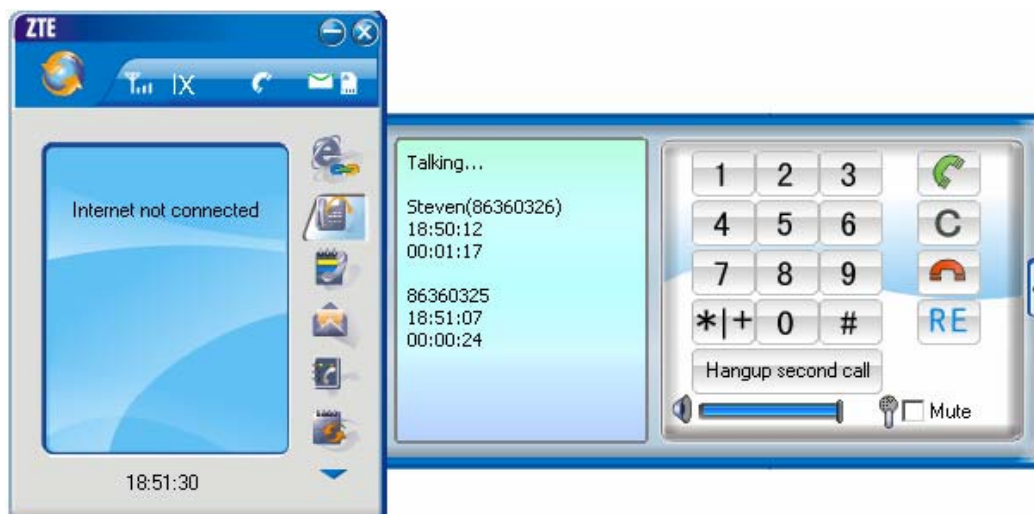 ZTE
IX
Internet not connected
18:51:30
Talking...
Steven(86360326)
18:50:12
00:01:17
86360325
18:51:07
00:00:24
1 2 3
4 5 6 C
7 8 9
*|+ 0 # RE
Hangup second call
Mute